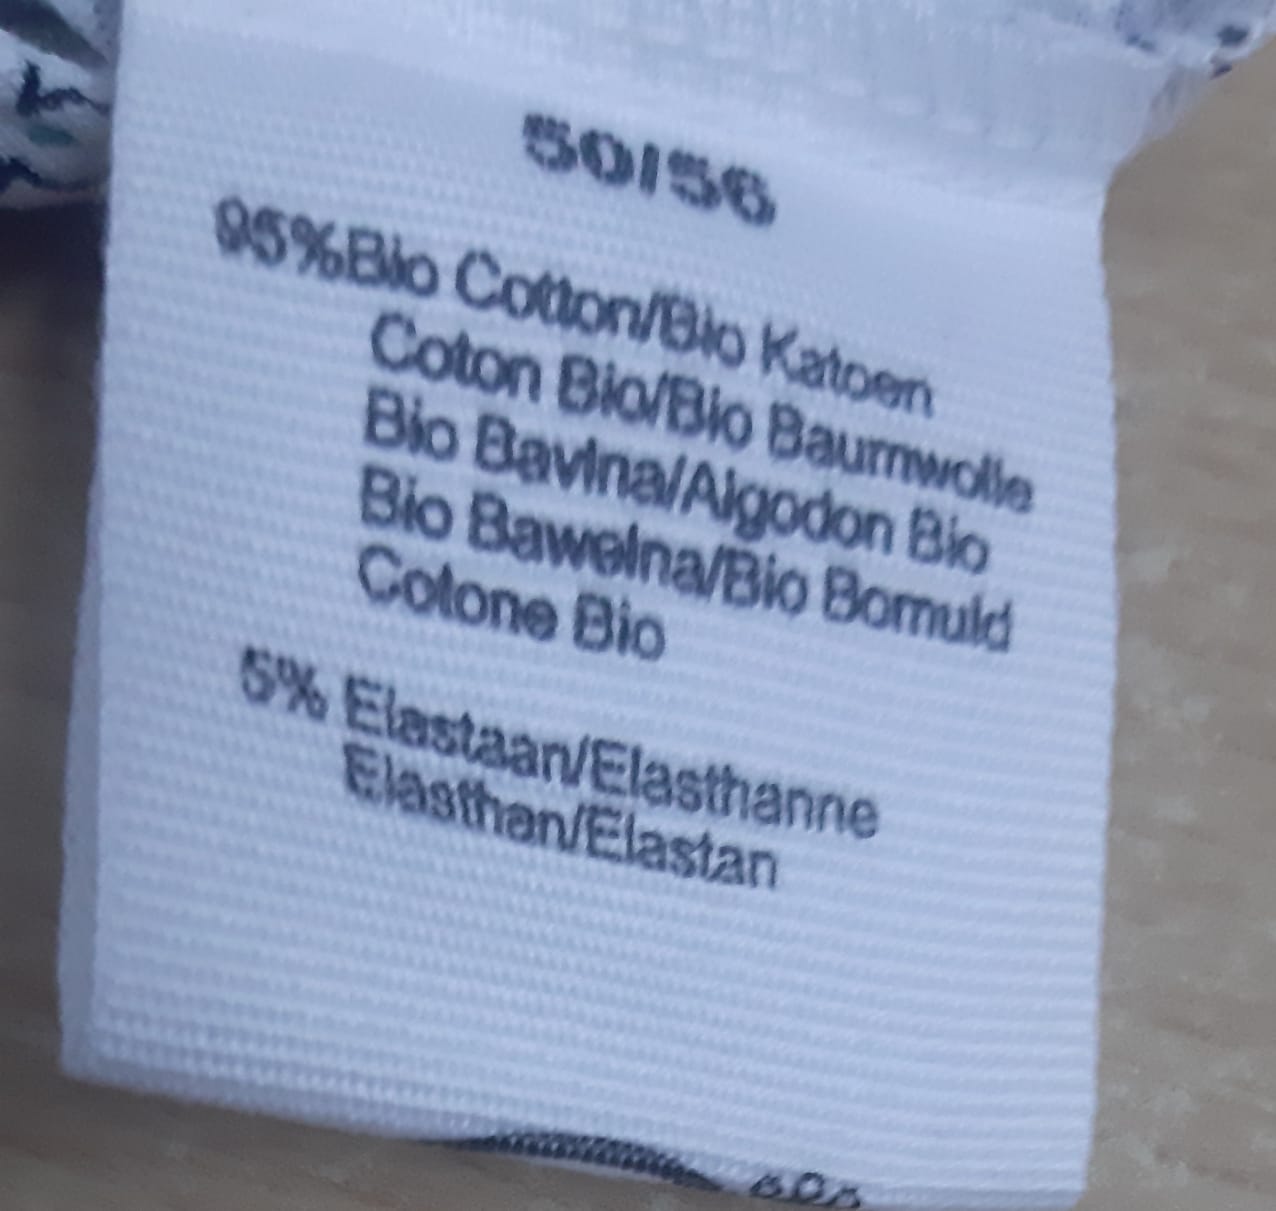 50/56
95%Bio Cotton/Bio Katoen
Coton Bio/Bio Baumwolle
Bio Bavlna/Algodon Bio
Bio Bawelna/Bio Bomuld
Cotone Bio
5% Elastaan/Elasthanne
Elasthan/Elastan